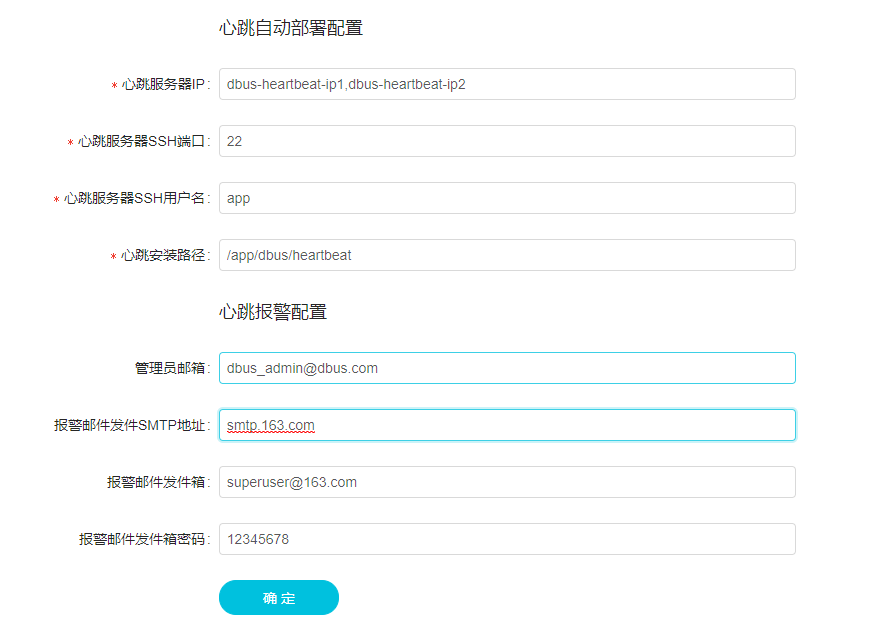 心跳自动部署配置
* 心跳服务器IP: dbus-heartbeat-ip1,dbus-heartbeat-ip2
* 心跳服务器SSH端口: 22
* 心跳服务器SSH用户名: app
* 心跳安装路径: /app/dbus/heartbeat
心跳报警配置
管理员邮箱: dbus_admin@dbus.com
报警邮件发件SMTP地址: smtp.163.com
报警邮件发件箱: superuser@163.com
报警邮件发件箱密码: 12345678
确 定